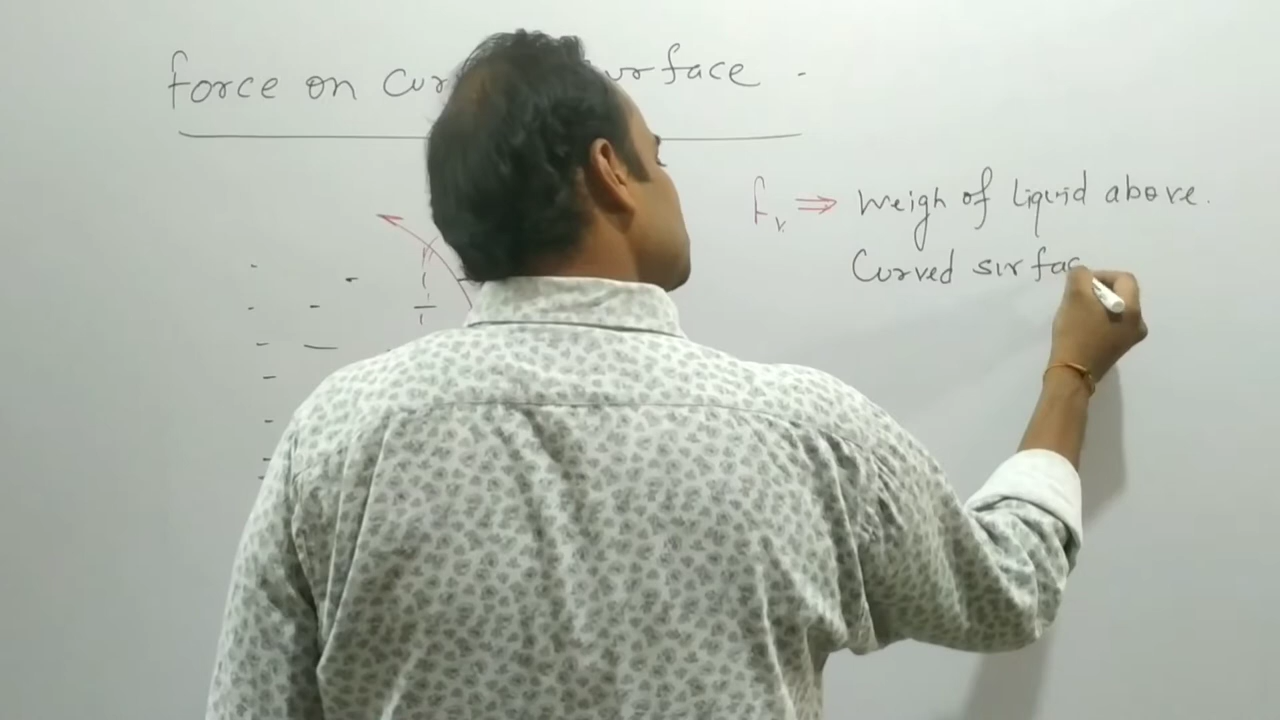 force on Cur urface -
Fv ⇒ Weigh of liquid above.
Curved surfac